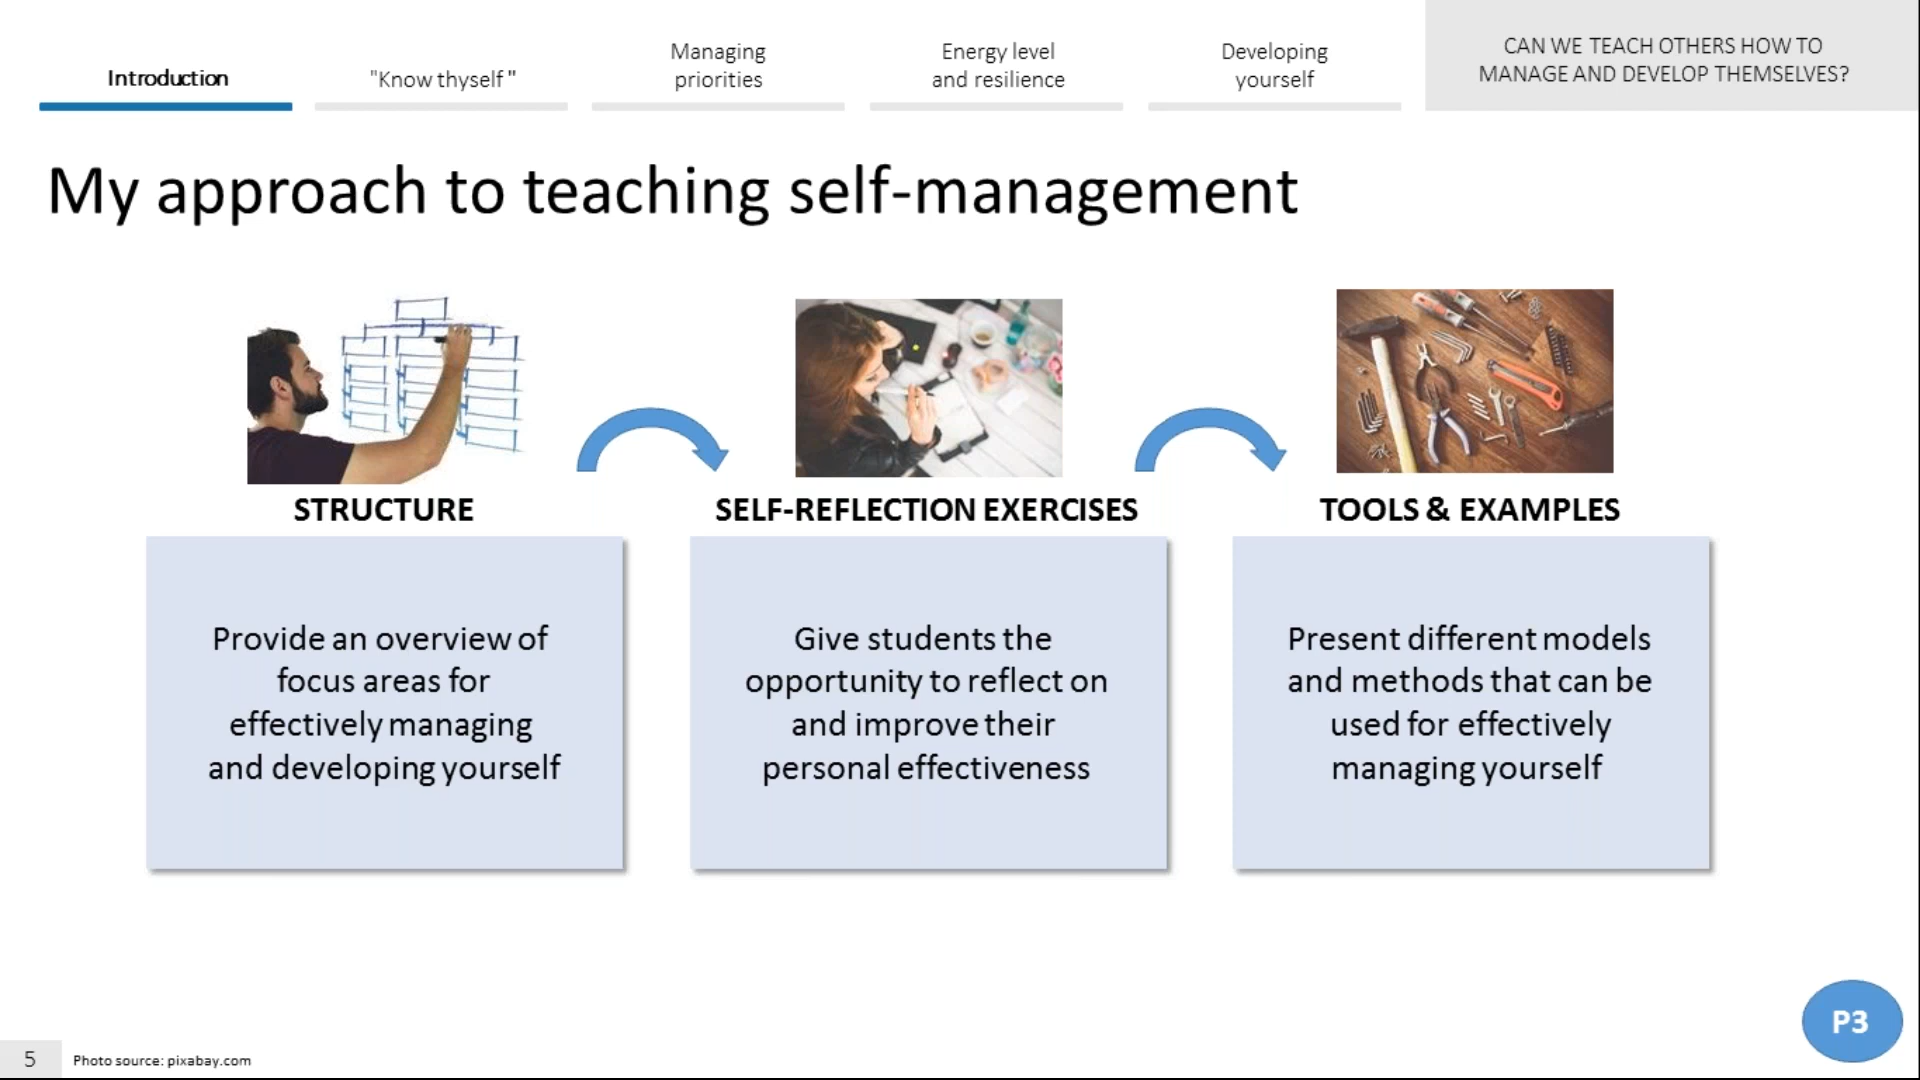 Introduction
"Know thyself"
Managing
priorities
Energy level
and resilience
Developing
yourself
CAN WE TEACH OTHERS HOW TO
MANAGE AND DEVELOP THEMSELVES?
My approach to teaching self-management
STRUCTURE
Provide an overview of
focus areas for
effectively managing
and developing yourself
SELF-REFLECTION EXERCISES
Give students the
opportunity to reflect on
and improve their
personal effectiveness
TOOLS & EXAMPLES
Present different models
and methods that can be
used for effectively
managing yourself
P3
5
Photo source: pixabay.com